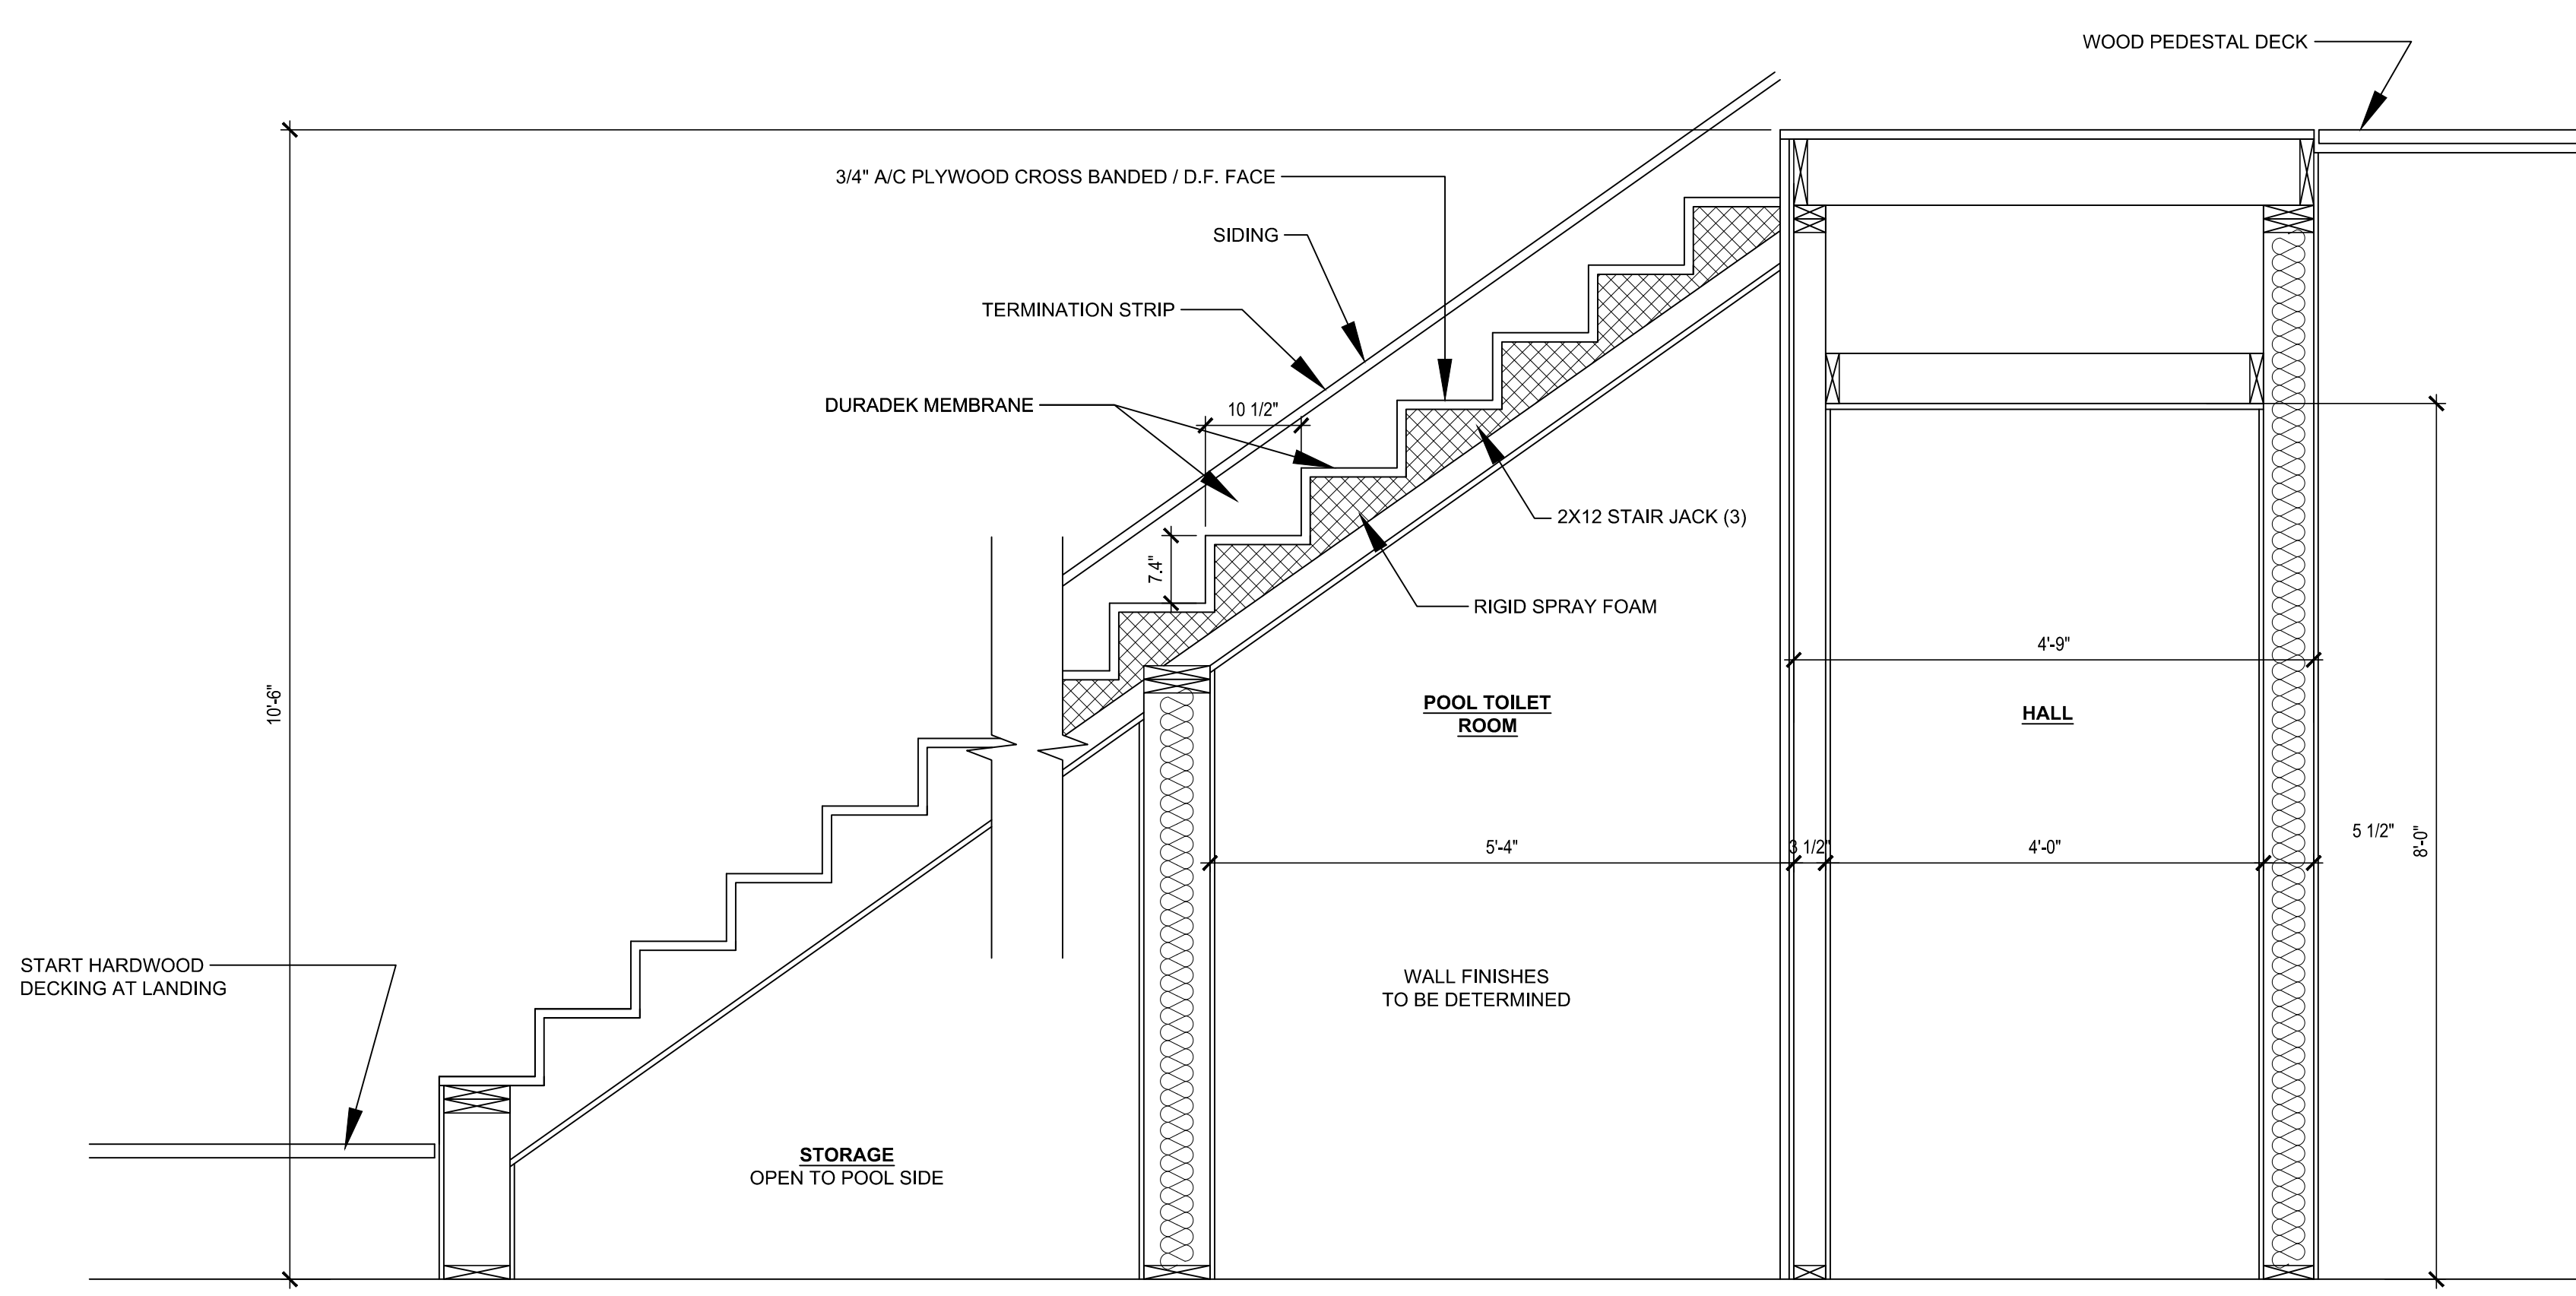 WOOD PEDESTAL DECK
3/4" A/C PLYWOOD CROSS BANDED / D.F. FACE
SIDING
TERMINATION STRIP
DURADEK MEMBRANE
10 1/2"
2X12 STAIR JACK (3)
7.4"
RIGID SPRAY FOAM
4'-9"
10'-6"
POOL TOILET
ROOM
HALL
5'-4"
3 1/2"
4'-0"
5 1/2"
8'-0"
START HARDWOOD
DECKING AT LANDING
WALL FINISHES
TO BE DETERMINED
STORAGE
OPEN TO POOL SIDE